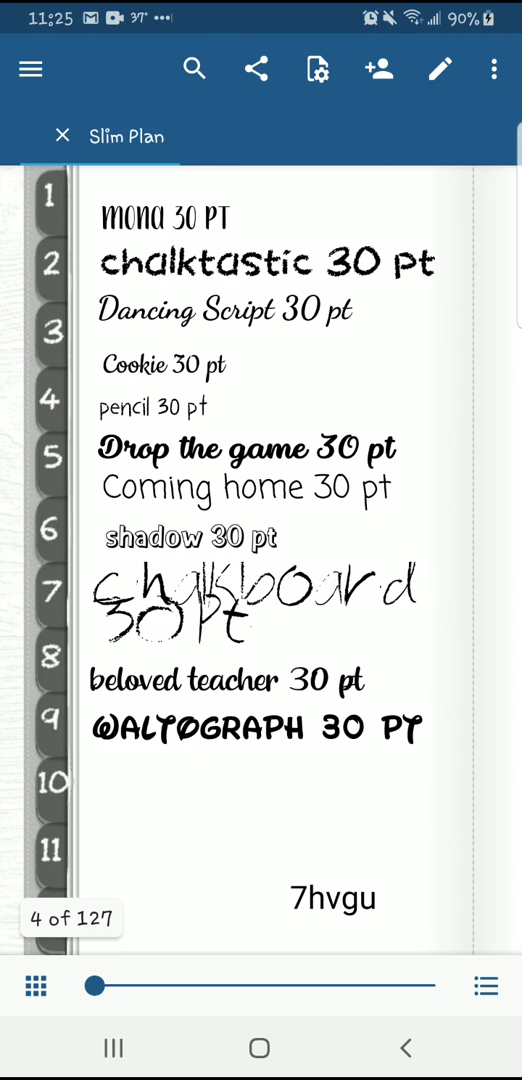 11:25 37° 90%
Slim Plan
1
mona 30 pt
2
chalktastic 30 pt
Dancing Script 30 pt
3
Cookie 30 pt
4
pencil 30 pt
5
Drop the game 30 pt
Coming home 30 pt
6
shadow 30 pt
7
chalkboard
30 pt
8
beloved teacher 30 pt
9
WALTOGRAPH 30 PT
10
11
7hvgu
4 of 127